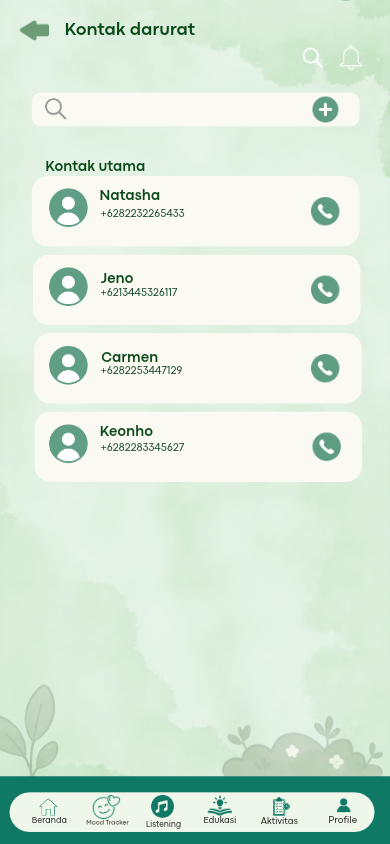 Kontak darurat
Kontak utama
Natasha
+6282232265433
Jeno
+6213445326117
Carmen
+6282253447129
Keonho
+6282283345627
Beranda
Mood Tracker
Listening
Edukasi
Aktivitas
Profile